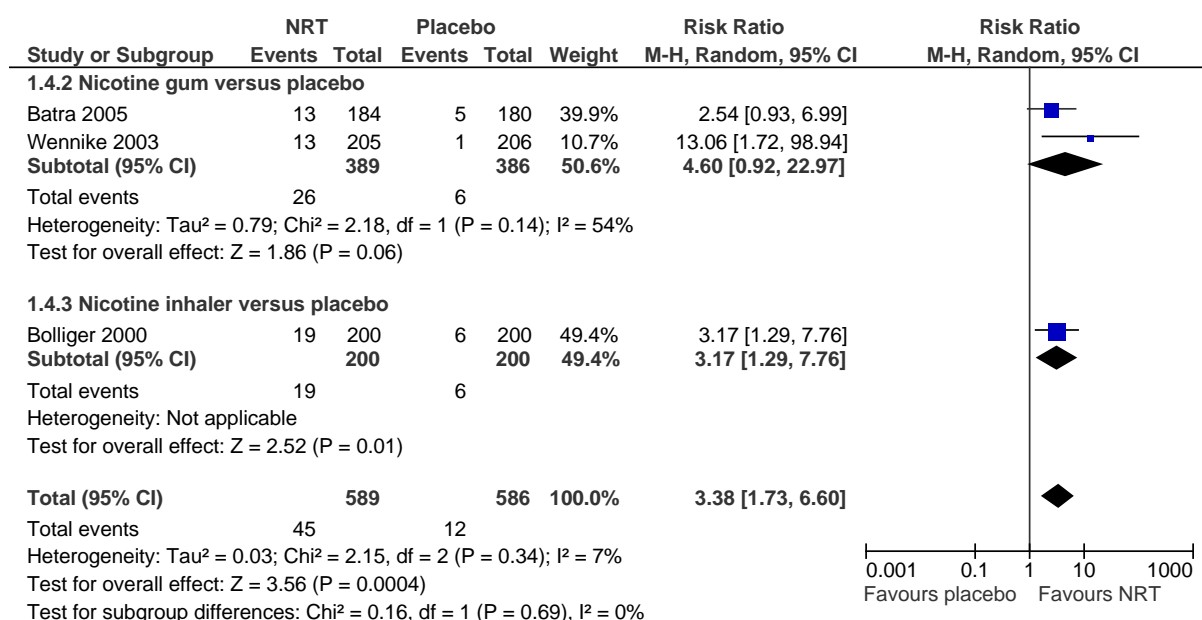 NRT Placebo Risk Ratio Risk Ratio
Study or Subgroup Events Total Events Total Weight M-H, Random, 95% CI M-H, Random, 95% CI
1.4.2 Nicotine gum versus placebo
Batra 2005 13 184 5 180 39.9% 2.54 [0.93, 6.99]
Wennike 2003 13 205 1 206 10.7% 13.06 [1.72, 98.94]
Subtotal (95% CI) 389 386 50.6% 4.60 [0.92, 22.97]
Total events 26 6
Heterogeneity: Tau² = 0.79; Chi² = 2.18, df = 1 (P = 0.14); I² = 54%
Test for overall effect: Z = 1.86 (P = 0.06)
1.4.3 Nicotine inhaler versus placebo
Bolliger 2000 19 200 6 200 49.4% 3.17 [1.29, 7.76]
Subtotal (95% CI) 200 200 49.4% 3.17 [1.29, 7.76]
Total events 19 6
Heterogeneity: Not applicable
Test for overall effect: Z = 2.52 (P = 0.01)
Total (95% CI) 589 586 100.0% 3.38 [1.73, 6.60]
Total events 45 12
Heterogeneity: Tau² = 0.03; Chi² = 2.15, df = 2 (P = 0.34); I² = 7%
Test for overall effect: Z = 3.56 (P = 0.0004)
Test for subgroup differences: Chi² = 0.16, df = 1 (P = 0.69), I² = 0%
0.001 0.1 1 10 1000
Favours placebo Favours NRT